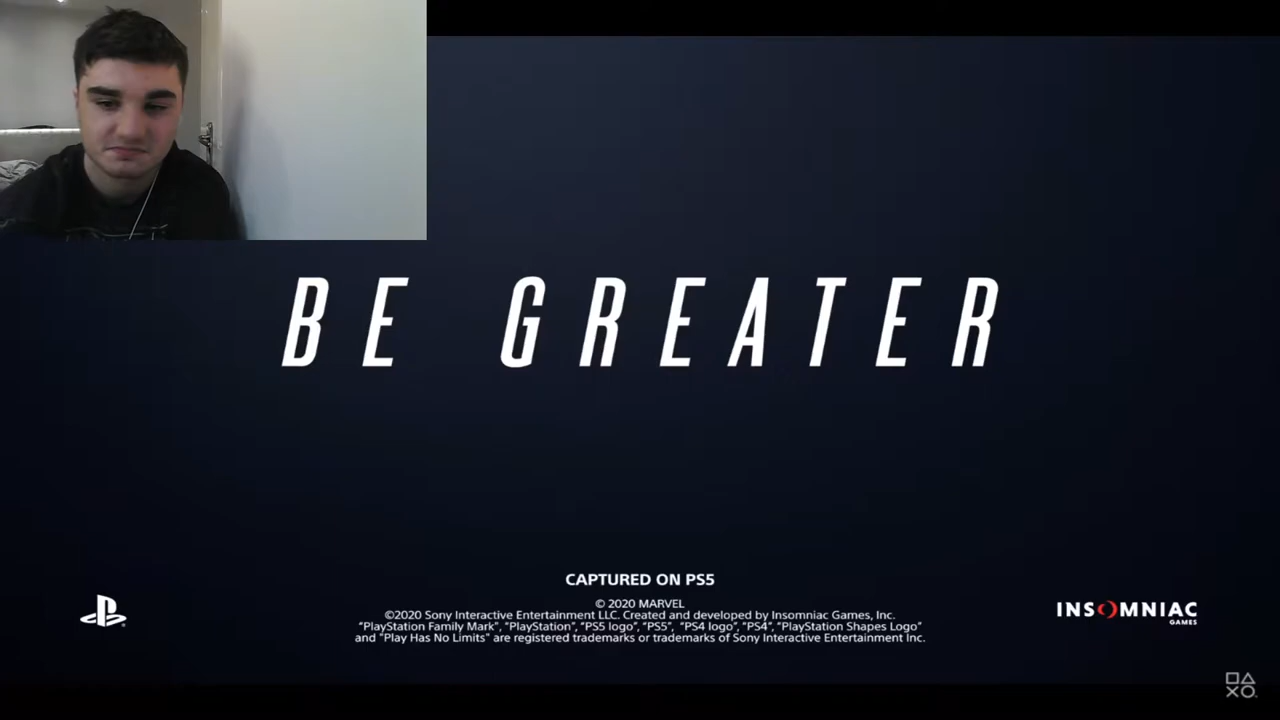 BE GREATER
CAPTURED ON PS5
© 2020 MARVEL
©2020 Sony Interactive Entertainment LLC. Created and developed by Insomniac Games, Inc.
“PlayStation Family Mark”, “PlayStation”, “PS5 logo”, “PS5”, “PS4 logo”, “PS4”, “PlayStation Shapes Logo”
and “Play Has No Limits” are registered trademarks or trademarks of Sony Interactive Entertainment Inc.
INSOMNIAC
GAMES